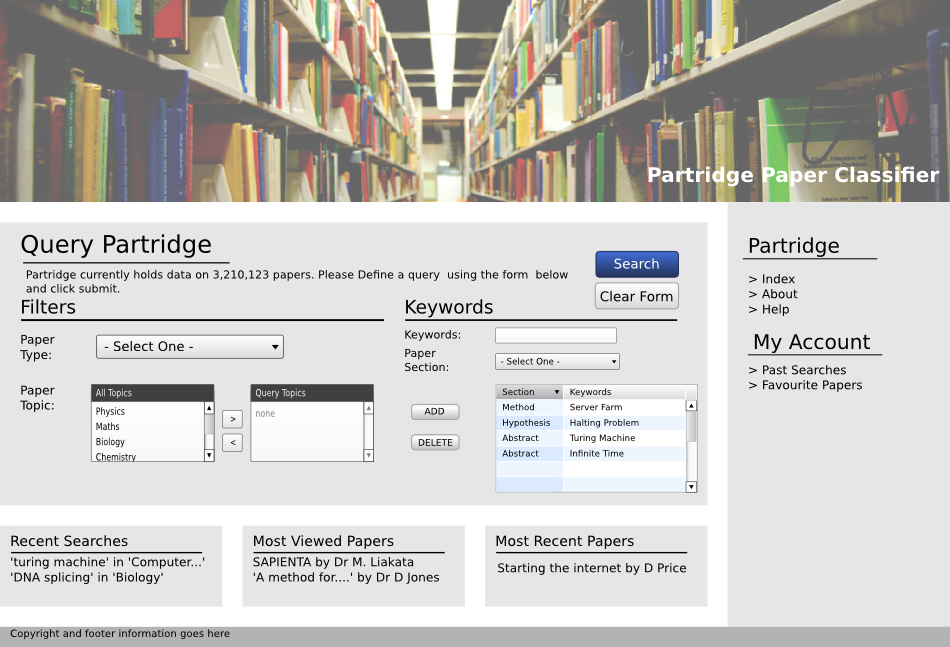 Partridge Paper Classifier
Query Partridge
Partridge currently holds data on 3,210,123 papers. Please Define a query using the form below
and click submit.
Search
Clear Form
Filters
Paper
Type:
- Select One -
Paper
Topic:
All Topics
Physics
Maths
Biology
Chemistry
>
<
Query Topics
none
Keywords
Keywords:
Paper
Section:
- Select One -
ADD
DELETE
Section Keywords
Method Server Farm
Hypothesis Halting Problem
Abstract Turing Machine
Abstract Infinite Time
Partridge
> Index
> About
> Help
My Account
> Past Searches
> Favourite Papers
Recent Searches
'turing machine' in 'Computer...'
'DNA splicing' in 'Biology'
Most Viewed Papers
SAPIENTA by Dr M. Liakata
'A method for....' by Dr D Jones
Most Recent Papers
Starting the internet by D Price
Copyright and footer information goes here